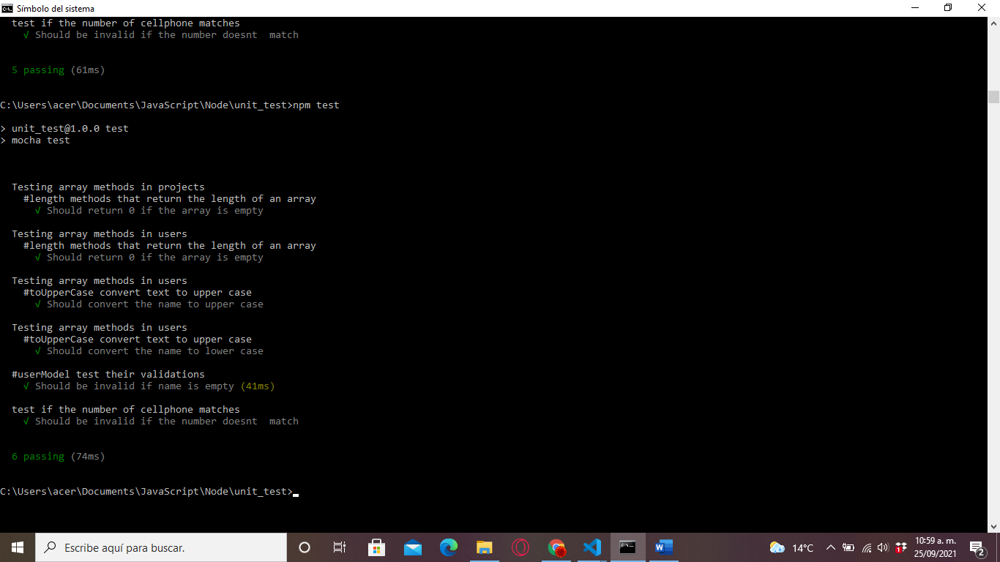 Símbolo del sistema
test if the number of cellphone matches
√ Should be invalid if the number doesnt  match
5 passing (61ms)
C:\Users\acer\Documents\JavaScript\Node\unit_test>npm test
> unit_test@1.0.0 test
> mocha test
Testing array methods in projects
#length methods that return the length of an array
√ Should return 0 if the array is empty
Testing array methods in users
#length methods that return the length of an array
√ Should return 0 if the array is empty
Testing array methods in users
#toUpperCase convert text to upper case
√ Should convert the name to upper case
Testing array methods in users
#toUpperCase convert text to upper case
√ Should convert the name to lower case
#userModel test their validations
√ Should be invalid if name is empty (41ms)
test if the number of cellphone matches
√ Should be invalid if the number doesnt  match
6 passing (74ms)
C:\Users\acer\Documents\JavaScript\Node\unit_test>
Escribe aquí para buscar.
14°C
10:59 a. m.
25/09/2021
2